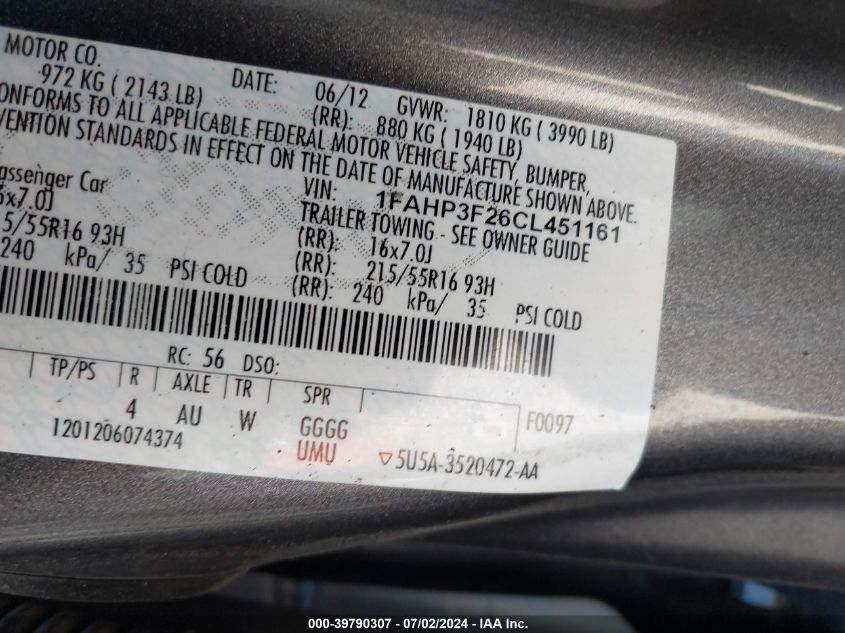 MOTOR CO.
DATE: 06/12 GVWR: 1810 KG ( 3990 LB)
972 KG ( 2143 LB) (RR): 880 KG ( 1940 LB)
CONFORMS TO ALL APPLICABLE FEDERAL MOTOR VEHICLE SAFETY, BUMPER,
STANDARDS IN EFFECT ON THE DATE OF MANUFACTURE SHOWN ABOVE.
VIN: 1FAHP3F26CL451161
Car TRAILER TOWING - SEE OWNER GUIDE
x7.0J (RR): 16x7.0J
5/55R16 93H (RR): 215/55R16 93H
240 kPa/ 35 PSI COLD (RR): 240 kPa/ 35 PSI COLD
RC: 56 DSO:
TP/PS R AXLE TR SPR
4 AU W GGGG F0097
1201206074374 UMU ▽5U5A-3520472-AA
000-39790307 - 07/02/2024 - IAA Inc.